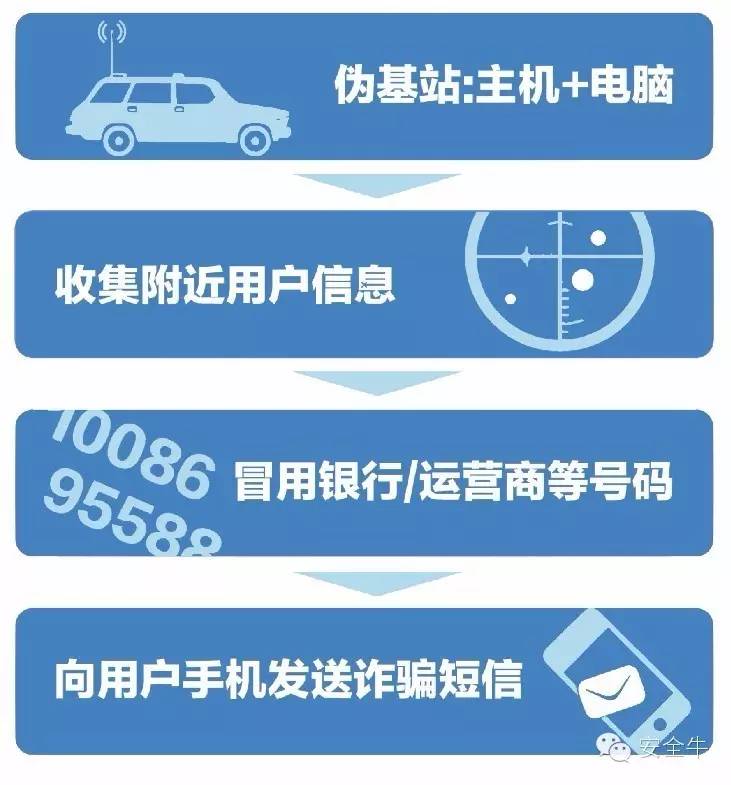 伪基站:主机+电脑
收集附近用户信息
10086
95588
冒用银行/运营商等号码
向用户手机发送诈骗短信
安全牛